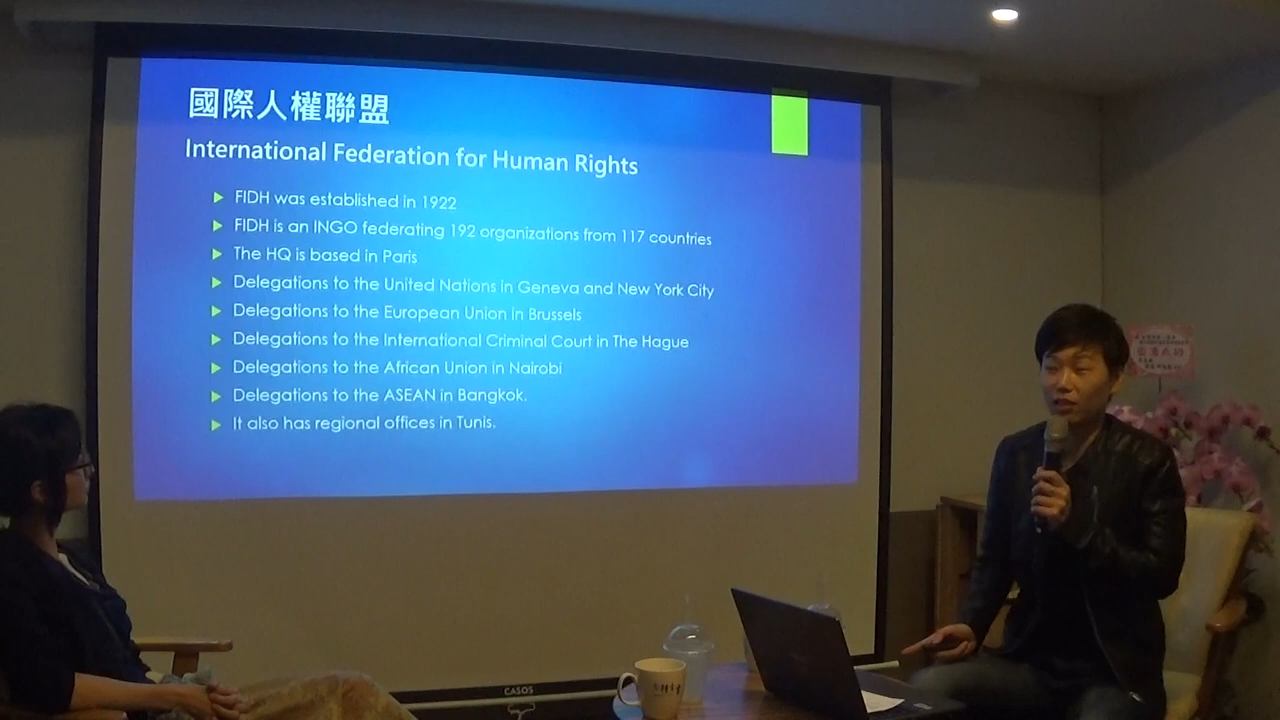 國際人權聯盟
International Federation for Human Rights
FIDH was established in 1922
FIDH is an INGO federating 192 organizations from 117 countries
The HQ is based in Paris
Delegations to the United Nations in Geneva and New York City
Delegations to the European Union in Brussels
Delegations to the International Criminal Court in The Hague
Delegations to the African Union in Nairobi
Delegations to the ASEAN in Bangkok.
It also has regional offices in Tunis.
CASOS